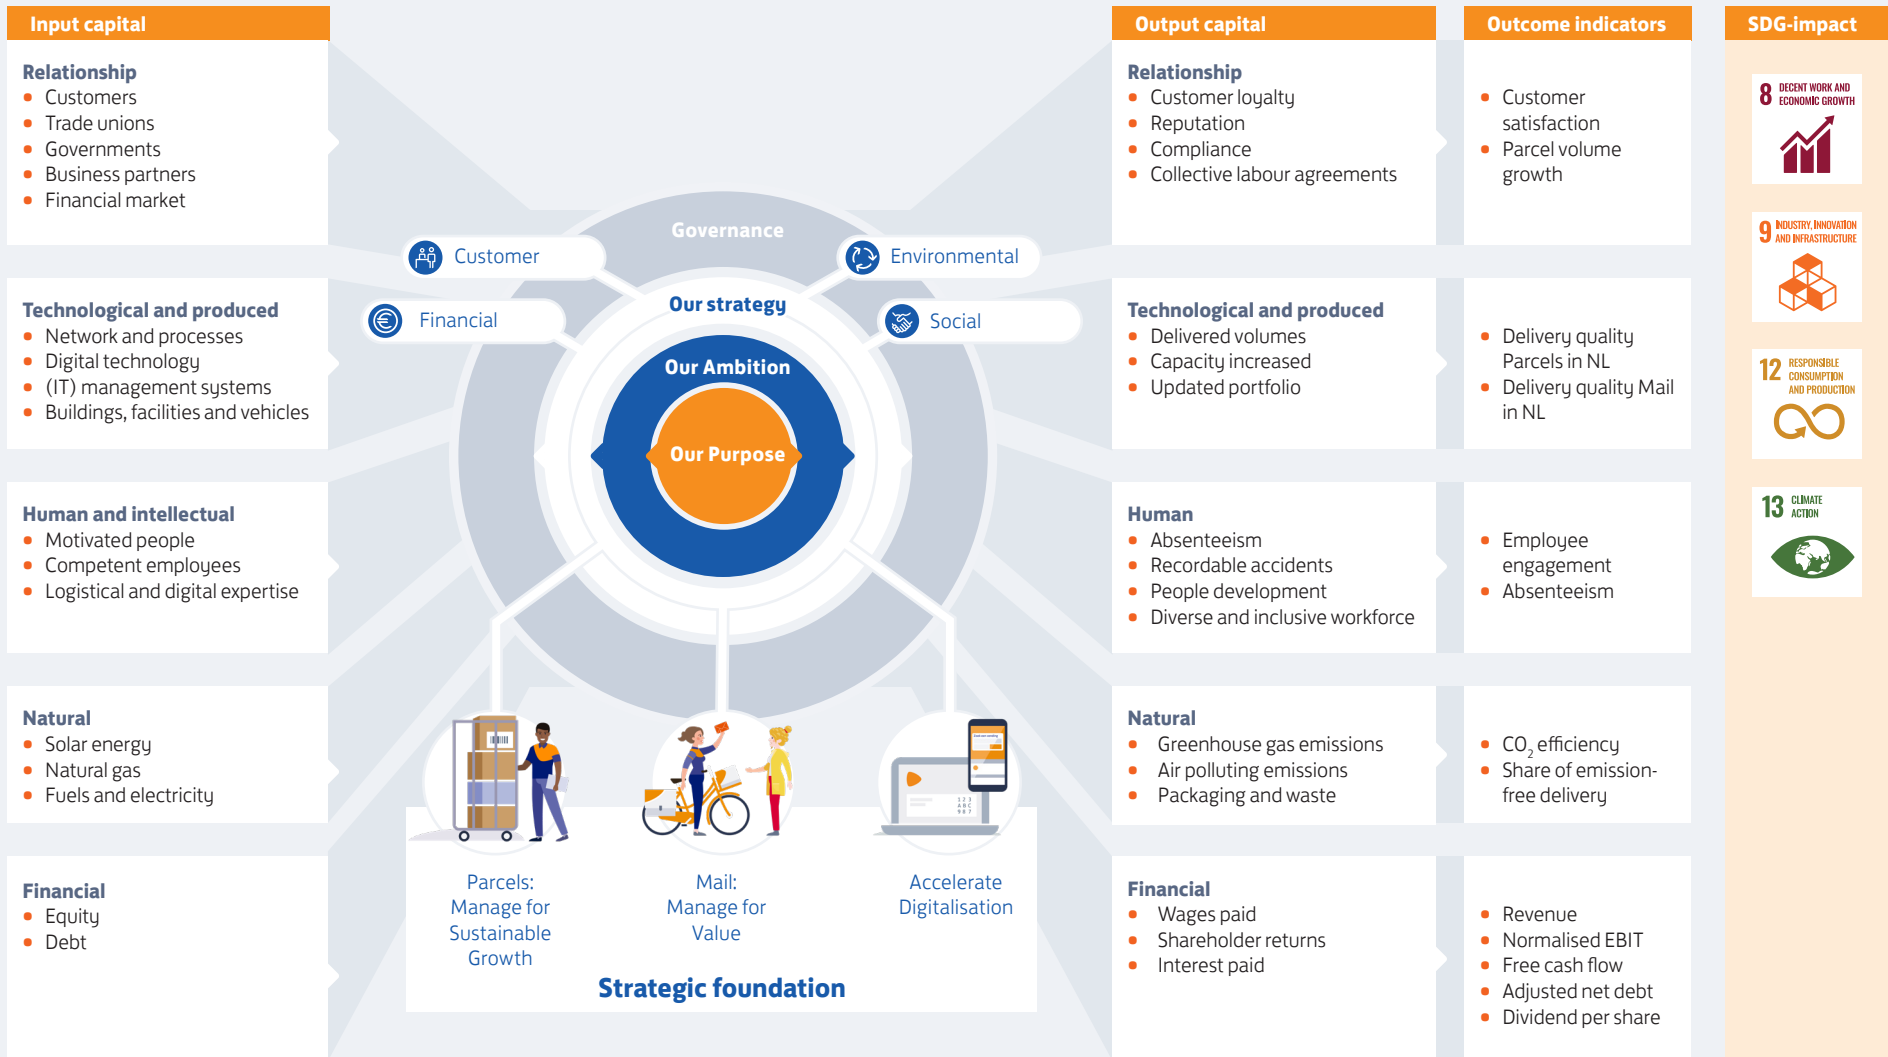 Input capital
Relationship
Customers
Trade unions
Governments
Business partners
Financial market
Technological and produced
Network and processes
Digital technology
(IT) management systems
Buildings, facilities and vehicles
Human and intellectual
Motivated people
Competent employees
Logistical and digital expertise
Natural
Solar energy
Natural gas
Fuels and electricity
Financial
Equity
Debt
Governance
Customer
Environmental
Financial
Social
Our strategy
Our Ambition
Our Purpose
1 2 3
A B C
9 8 7
Parcels:
Manage for
Sustainable
Growth
Mail:
Manage for
Value
Accelerate
Digitalisation
Strategic foundation
Output capital
Relationship
Customer loyalty
Reputation
Compliance
Collective labour agreements
Technological and produced
Delivered volumes
Capacity increased
Updated portfolio
Human
Absenteeism
Recordable accidents
People development
Diverse and inclusive workforce
Natural
Greenhouse gas emissions
Air polluting emissions
Packaging and waste
Financial
Wages paid
Shareholder returns
Interest paid
Outcome indicators
Customer
satisfaction
Parcel volume
growth
Delivery quality
Parcels in NL
Delivery quality Mail
in NL
Employee
engagement
Absenteeism
CO₂ efficiency
Share of emission-
free delivery
Revenue
Normalised EBIT
Free cash flow
Adjusted net debt
Dividend per share
SDG-impact
8 DECENT WORK AND
ECONOMIC GROWTH
9 INDUSTRY, INNOVATION
AND INFRASTRUCTURE
12 RESPONSIBLE
CONSUMPTION
AND PRODUCTION
13 CLIMATE
ACTION